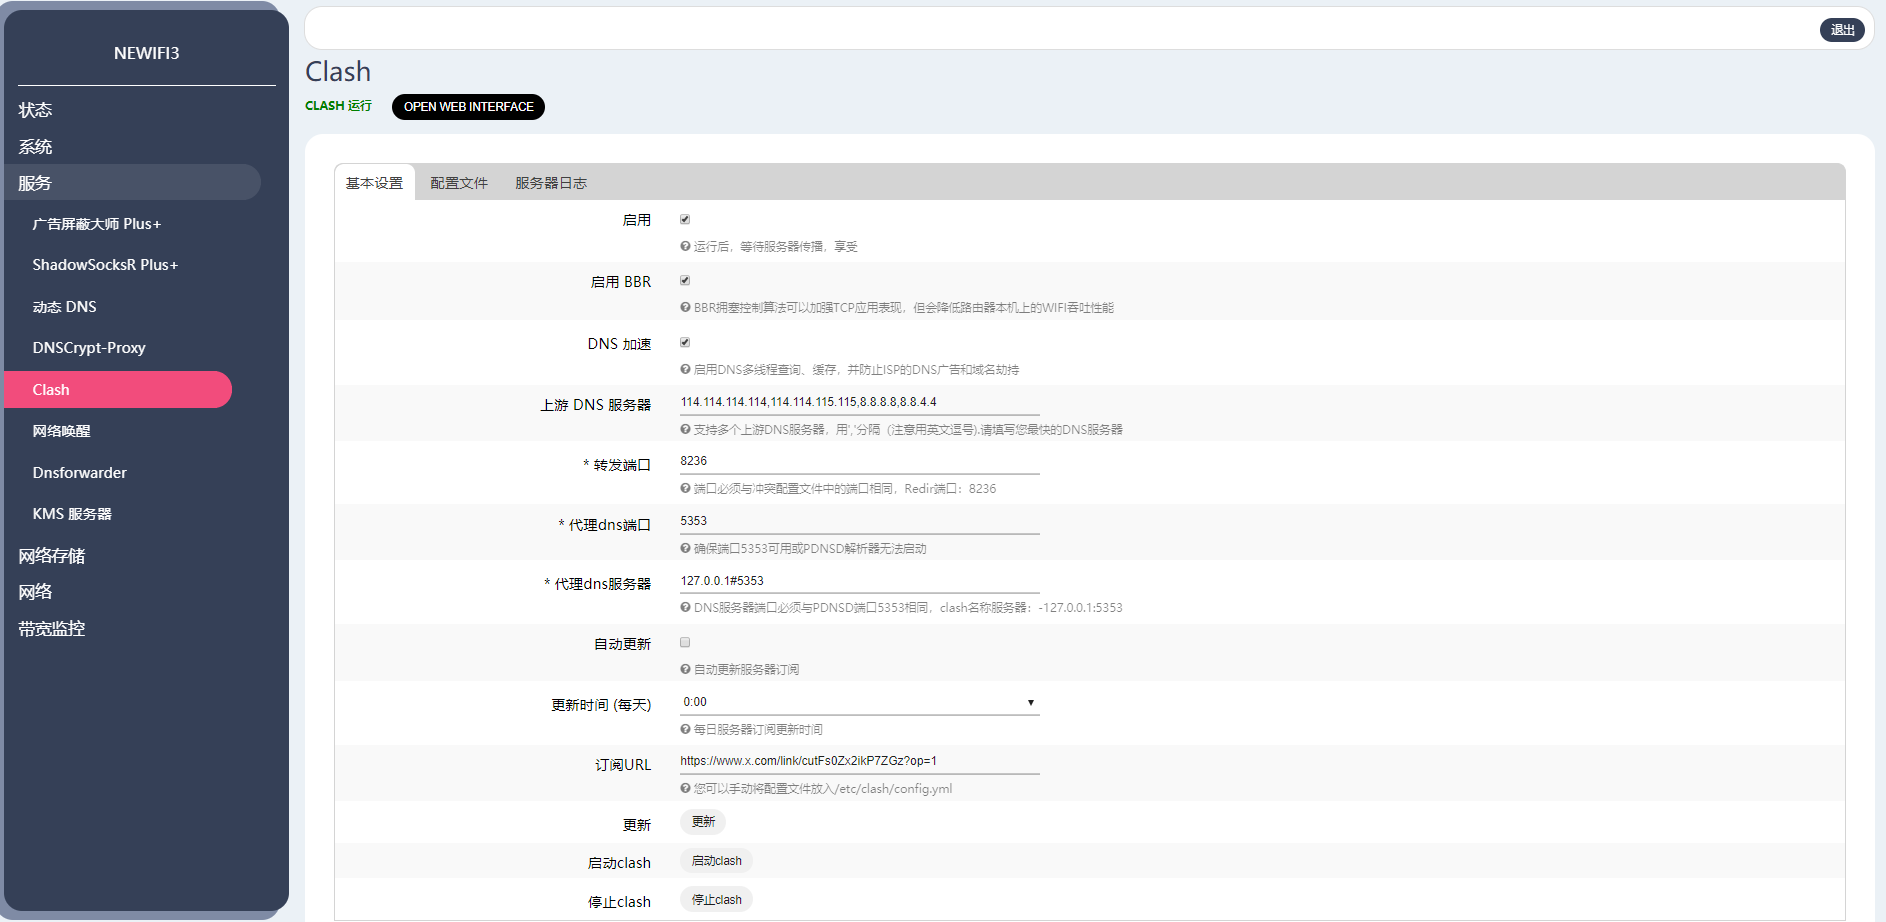 NEWIFI3
状态
系统
服务
广告屏蔽大师 Plus+
ShadowSocksR Plus+
动态 DNS
DNSCrypt-Proxy
Clash
网络唤醒
Dnsforwarder
KMS 服务器
网络存储
网络
带宽监控
退出
Clash
CLASH 运行
OPEN WEB INTERFACE
基本设置 配置文件 服务器日志
启用
运行后，等待服务器传播，享受
启用 BBR
BBR拥塞控制算法可以加强TCP应用表现，但会降低路由器本机上的WIFI吞吐性能
DNS 加速
启用DNS多线程查询、缓存，并防止ISP的DNS广告和域名劫持
上游 DNS 服务器 114.114.114.114,114.114.115.115,8.8.8.8,8.8.4.4
支持多个上游DNS服务器，用','分隔（注意用英文逗号).请填写您最快的DNS服务器
* 转发端口 8236
端口必须与冲突配置文件中的端口相同，Redir端口：8236
* 代理dns端口 5353
确保端口5353可用或PDNSD解析器无法启动
* 代理dns服务器 127.0.0.1#5353
DNS服务器端口必须与PDNSD端口5353相同，clash名称服务器：-127.0.0.1:5353
自动更新
自动更新服务器订阅
更新时间 (每天) 0:00
每日服务器订阅更新时间
订阅URL https://www.x.com/link/cutFs0Zx2ikP7ZGz?op=1
您可以手动将配置文件放入/etc/clash/config.yml
更新 更新
启动clash 启动clash
停止clash 停止clash